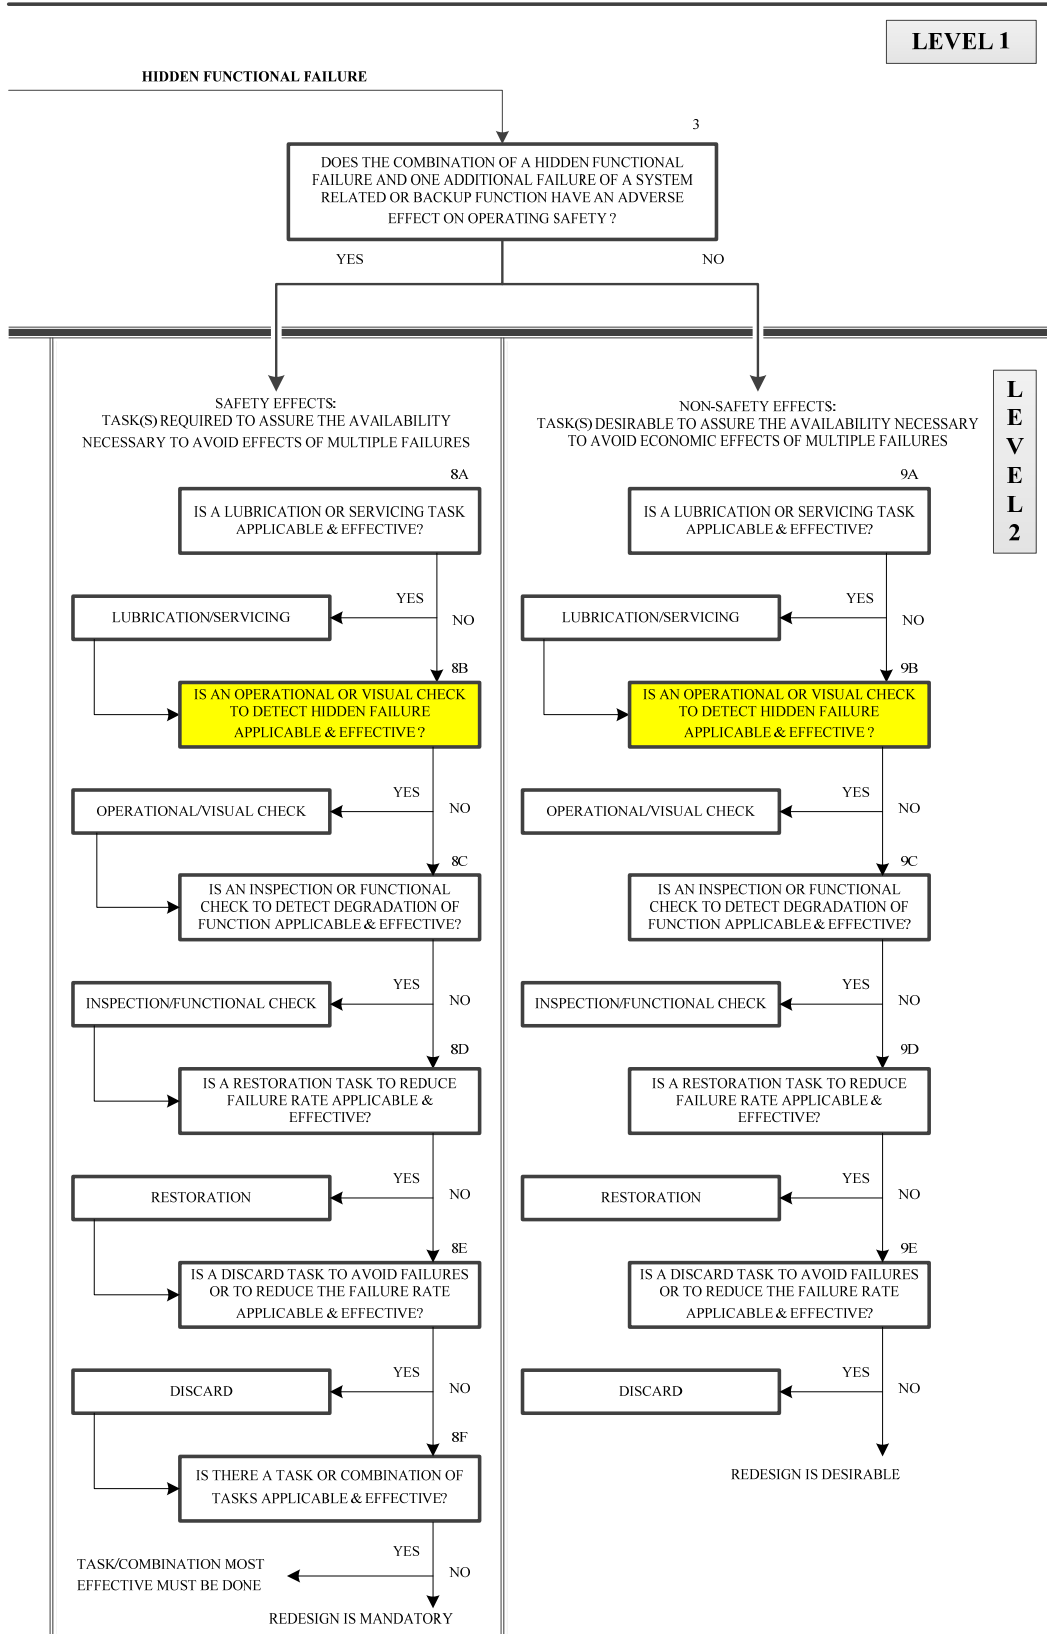 LEVEL 1
HIDDEN FUNCTIONAL FAILURE
3
DOES THE COMBINATION OF A HIDDEN FUNCTIONAL
FAILURE AND ONE ADDITIONAL FAILURE OF A SYSTEM
RELATED OR BACKUP FUNCTION HAVE AN ADVERSE
EFFECT ON OPERATING SAFETY ?
YES
NO
L
E
V
E
L
2
SAFETY EFFECTS:
TASK(S) REQUIRED TO ASSURE THE AVAILABILITY
NECESSARY TO AVOID EFFECTS OF MULTIPLE FAILURES
8A
IS A LUBRICATION OR SERVICING TASK
APPLICABLE & EFFECTIVE?
YES
LUBRICATION/SERVICING
NO
8B
IS AN OPERATIONAL OR VISUAL CHECK
TO DETECT HIDDEN FAILURE
APPLICABLE & EFFECTIVE ?
YES
OPERATIONAL/VISUAL CHECK
NO
8C
IS AN INSPECTION OR FUNCTIONAL
CHECK TO DETECT DEGRADATION OF
FUNCTION APPLICABLE & EFFECTIVE?
YES
INSPECTION/FUNCTIONAL CHECK
NO
8D
IS A RESTORATION TASK TO REDUCE
FAILURE RATE APPLICABLE &
EFFECTIVE?
YES
RESTORATION
NO
8E
IS A DISCARD TASK TO AVOID FAILURES
OR TO REDUCE THE FAILURE RATE
APPLICABLE & EFFECTIVE?
YES
DISCARD
NO
8F
IS THERE A TASK OR COMBINATION OF
TASKS APPLICABLE & EFFECTIVE?
YES
TASK/COMBINATION MOST
EFFECTIVE MUST BE DONE
NO
REDESIGN IS MANDATORY
NON-SAFETY EFFECTS:
TASK(S) DESIRABLE TO ASSURE THE AVAILABILITY NECESSARY
TO AVOID ECONOMIC EFFECTS OF MULTIPLE FAILURES
9A
IS A LUBRICATION OR SERVICING TASK
APPLICABLE & EFFECTIVE?
YES
LUBRICATION/SERVICING
NO
9B
IS AN OPERATIONAL OR VISUAL CHECK
TO DETECT HIDDEN FAILURE
APPLICABLE & EFFECTIVE ?
YES
OPERATIONAL/VISUAL CHECK
NO
9C
IS AN INSPECTION OR FUNCTIONAL
CHECK TO DETECT DEGRADATION OF
FUNCTION APPLICABLE & EFFECTIVE?
YES
INSPECTION/FUNCTIONAL CHECK
NO
9D
IS A RESTORATION TASK TO REDUCE
FAILURE RATE APPLICABLE &
EFFECTIVE?
YES
RESTORATION
NO
9E
IS A DISCARD TASK TO AVOID FAILURES
OR TO REDUCE THE FAILURE RATE
APPLICABLE & EFFECTIVE?
YES
DISCARD
NO
REDESIGN IS DESIRABLE